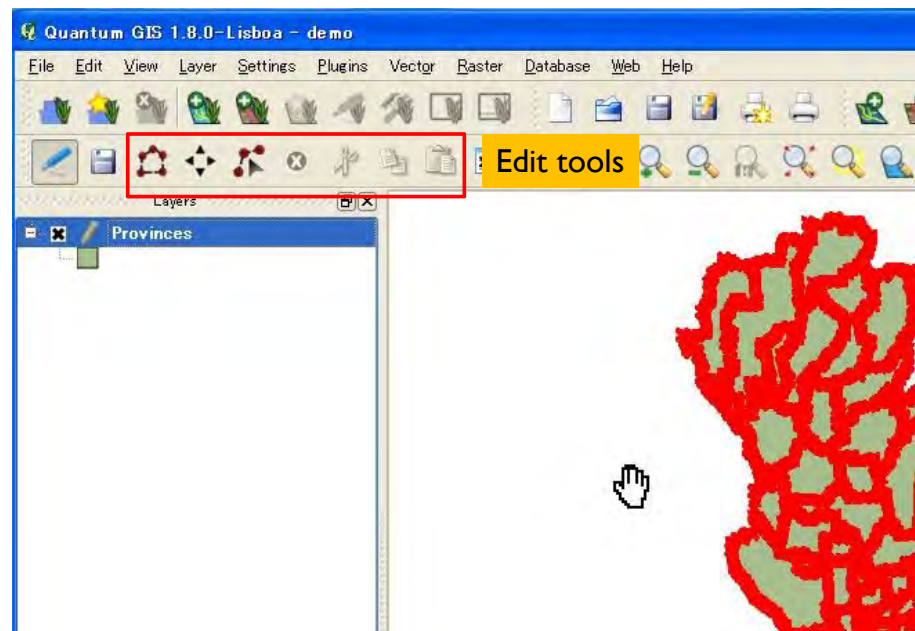 Quantum GIS 1.8.0-Lisboa - demo
File Edit View Layer Settings Plugins Vector Raster Database Web Help
Edit tools
Layers
Provinces